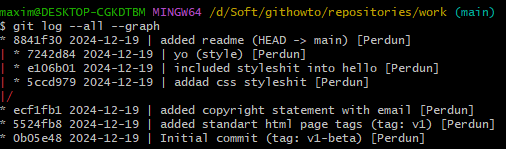 maxim@DESKTOP-CGKDTBM MINGW64 /d/Soft/githowto/repositories/work (main)
$ git log --all --graph
* 8841f30 2024-12-19 | added readme (HEAD -> main) [Perdun]
| * 7242d84 2024-12-19 | yo (style) [Perdun]
| * e106b01 2024-12-19 | included styleshit into hello [Perdun]
| * 5ccd979 2024-12-19 | addad css styleshit [Perdun]
|/
* ecf1fb1 2024-12-19 | added copyright statement with email [Perdun]
* 5524fb8 2024-12-19 | added standart html page tags (tag: v1) [Perdun]
* 0b05e48 2024-12-19 | Initial commit (tag: v1-beta) [Perdun]